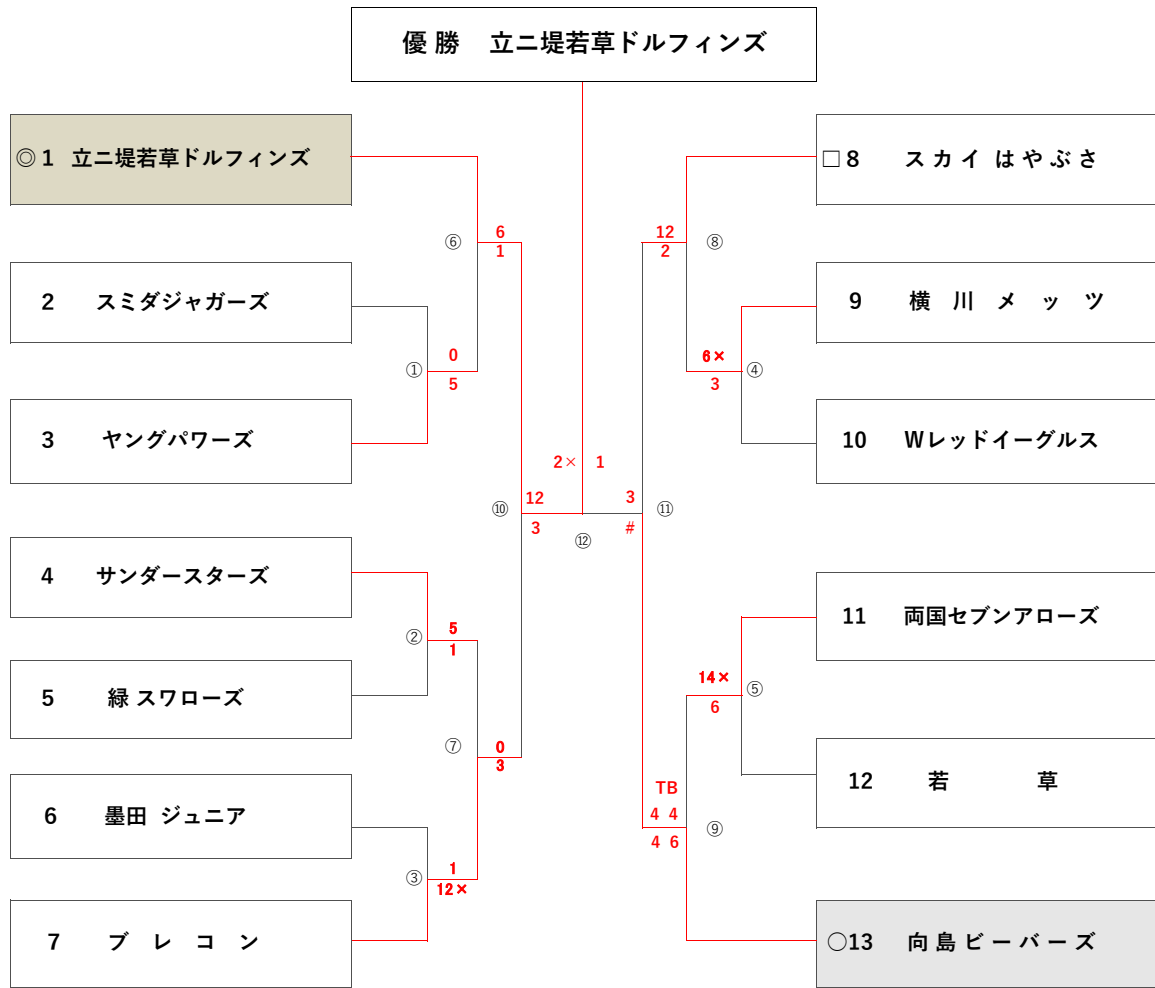 優勝 立ニ堤若草ドルフィンズ
◎1 立ニ堤若草ドルフィンズ
2 スミダジャガーズ
3 ヤングパワーズ
4 サンダースターズ
5 緑 スワローズ
6 墨田 ジュニア
7 ブレコン
⑥
6
1
①
0
5
②
5
1
⑦
0
3
③
1
12×
⑩
12
3
2× 1
⑫
3
#
⑪
12
2
⑧
6×
3
④
14×
6
⑤
TB
4 4
4 6
⑨
□8 スカイ はやぶさ
9 横川メッツ
10 Wレッドイーグルス
11 両国セブンアローズ
12 若草
○13 向島ビーバーズ